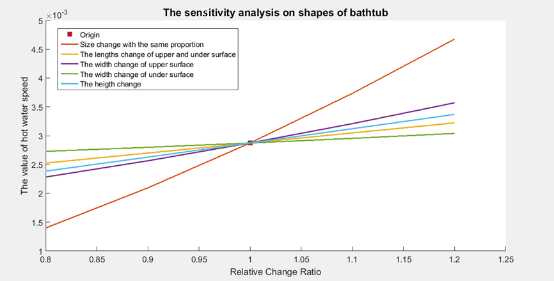 The sensitivity analysis on shapes of bathtub
×10⁻³
Origin
Size change with the same proportion
The lengths change of upper and under surface
The width change of upper surface
The width change of under surface
The heigth change
The value of hot water speed
5
4.5
4
3.5
3
2.5
2
1.5
1
0.8
0.85
0.9
0.95
1
1.05
1.1
1.15
1.2
1.25
Relative Change Ratio